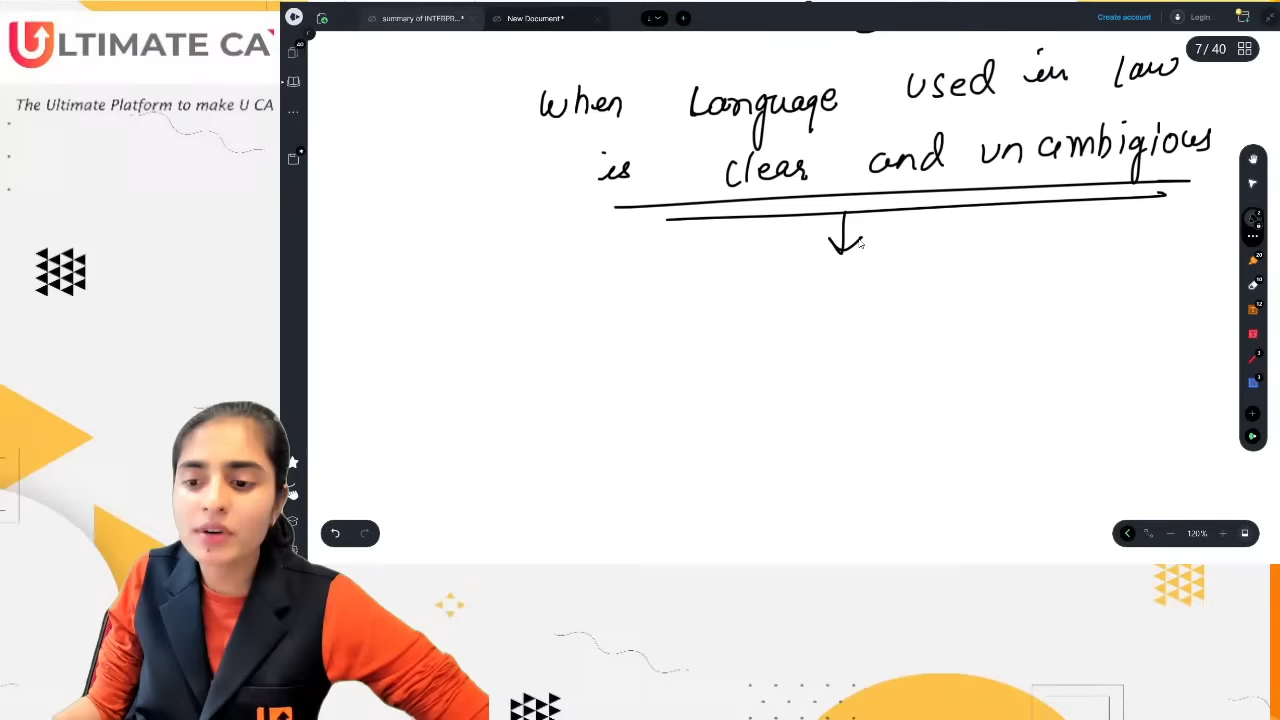 ULTIMATE CA
The Ultimate Platform to make U CA
summary of INTERPR...*
New Document*
Create account
Login
7 / 40
when Language used in law
is clear and unambigious
120%